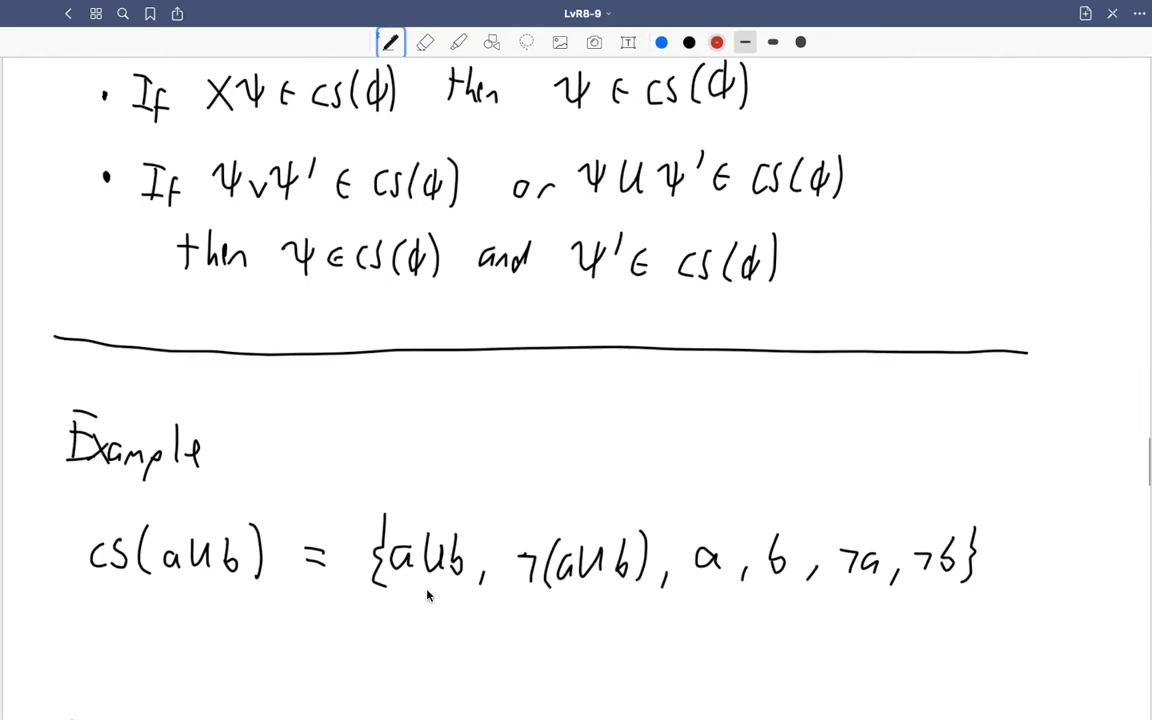 LvR8-9
• If XΨ ∈ cs(ϕ) then Ψ ∈ cs(ϕ)
• If Ψ∨Ψ' ∈ cs(ϕ) or Ψ U Ψ' ∈ cs(ϕ)
then Ψ ∈ cs(ϕ) and Ψ' ∈ cs(ϕ)
Example
cs(aUb) = {aUb, ¬(aUb), a, b, ¬a, ¬b}